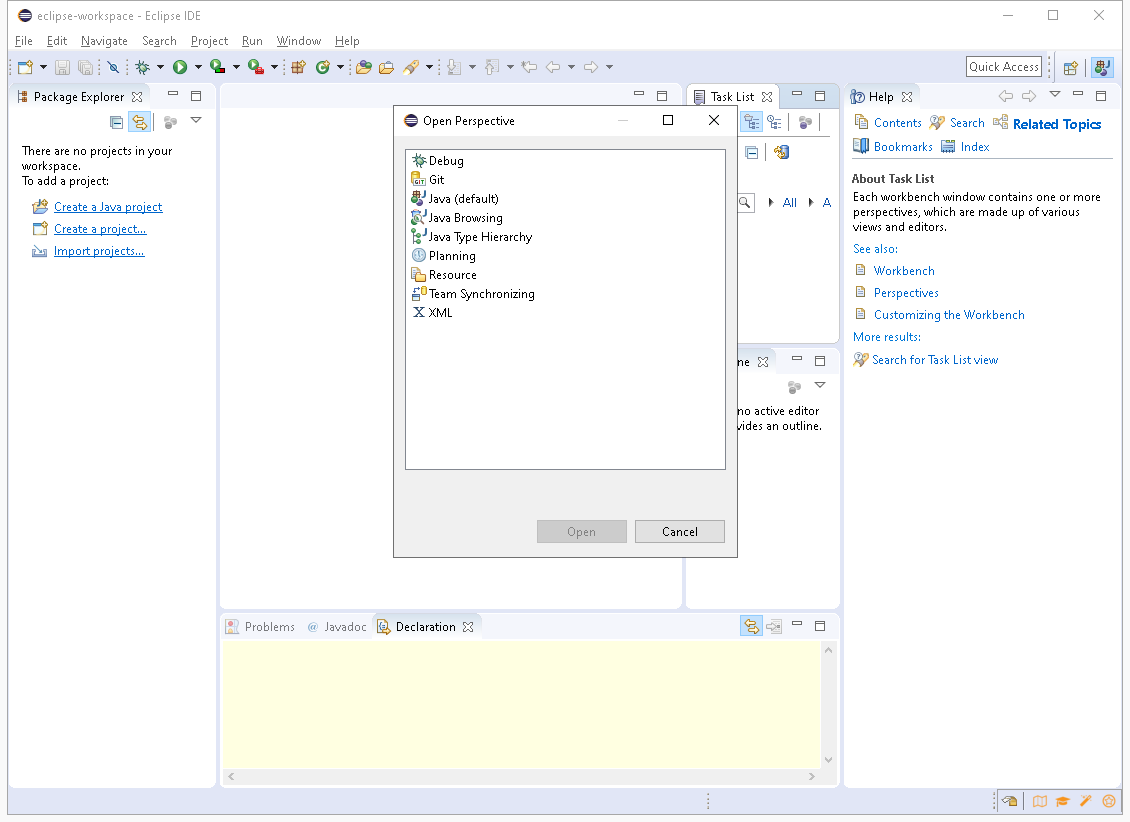 eclipse-workspace - Eclipse IDE
File Edit Navigate Search Project Run Window Help
Quick Access
Package Explorer
There are no projects in your
workspace.
To add a project:
Create a Java project
Create a project...
Import projects...
Open Perspective
Debug
Git
Java (default)
Java Browsing
Java Type Hierarchy
Planning
Resource
Team Synchronizing
XML
Open Cancel
Task List
All A
ne
no active editor
vides an outline.
Problems @ Javadoc Declaration
Help
Contents Search Related Topics
Bookmarks Index
About Task List
Each workbench window contains one or more
perspectives, which are made up of various
views and editors.
See also:
Workbench
Perspectives
Customizing the Workbench
More results:
Search for Task List view